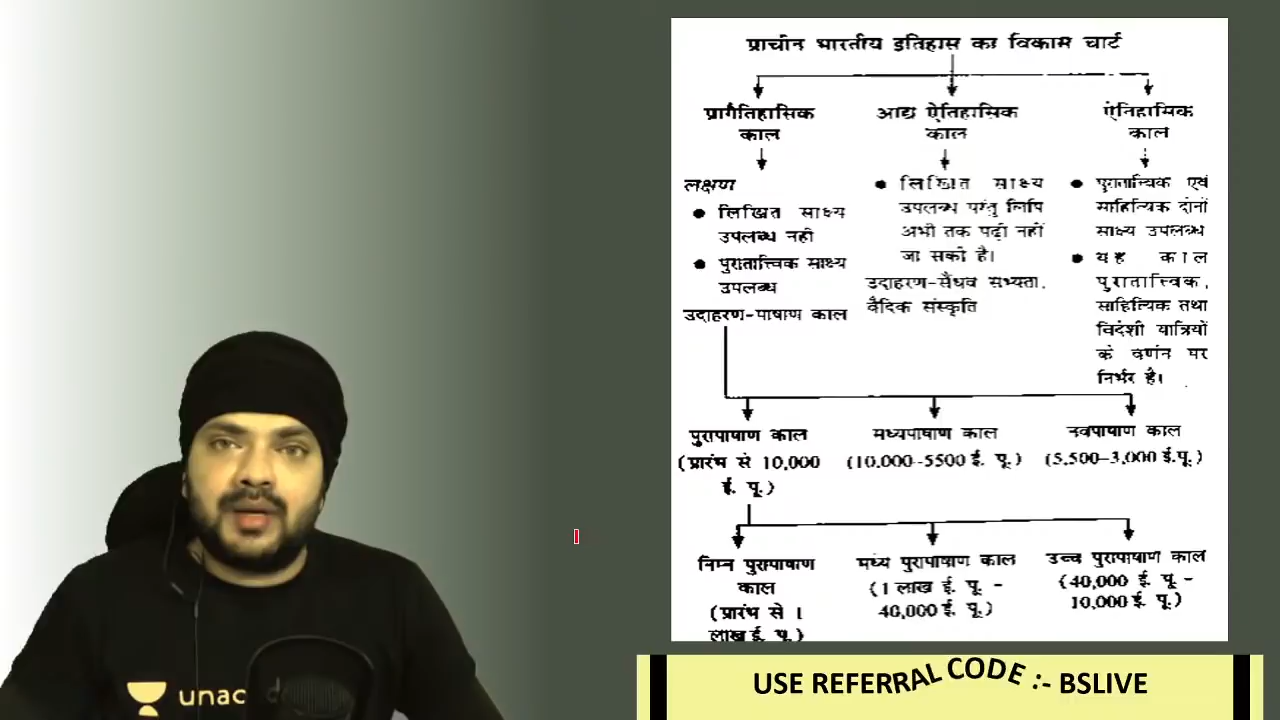 प्राचीन भारतीय इतिहास का विकास चार्ट
प्रागैतिहासिक
काल
आद्य ऐतिहासिक
काल
ऐतिहासिक
काल
लक्षण
● लिखित साक्ष्य
उपलब्ध नही
● पुरातात्त्विक साक्ष्य
उपलब्ध
उदाहरण-पाषाण काल
● लिखित साक्ष्य
उपलब्ध परंतु लिपि
अभी तक पढ़ी नहीं
जा सकी है।
उदाहरण-सैंधव सभ्यता,
वैदिक संस्कृति
● पुरातात्त्विक एवं
साहित्यिक दोनों
साक्ष्य उपलब्ध
● यह काल
पुरातात्त्विक,
साहित्यिक तथा
विदेशी यात्रियों
के वर्णन पर
निर्भर है।
पुरापाषाण काल
(प्रारंभ से 10,000
ई. पू.)
मध्यपाषाण काल
(10,000-5500 ई. पू.)
नवपाषाण काल
(5,500–3,000 ई.पू.)
निम्न पुरापाषाण
काल
(प्रारंभ से 1
लाख ई. पू.)
मध्य पुरापाषाण काल
(1 लाख ई. पू. -
40,000 ई. पू.)
उच्च पुरापाषाण काल
(40,000 ई. पू -
10,000 ई. पू.)
USE REFERRAL CODE :- BSLIVE